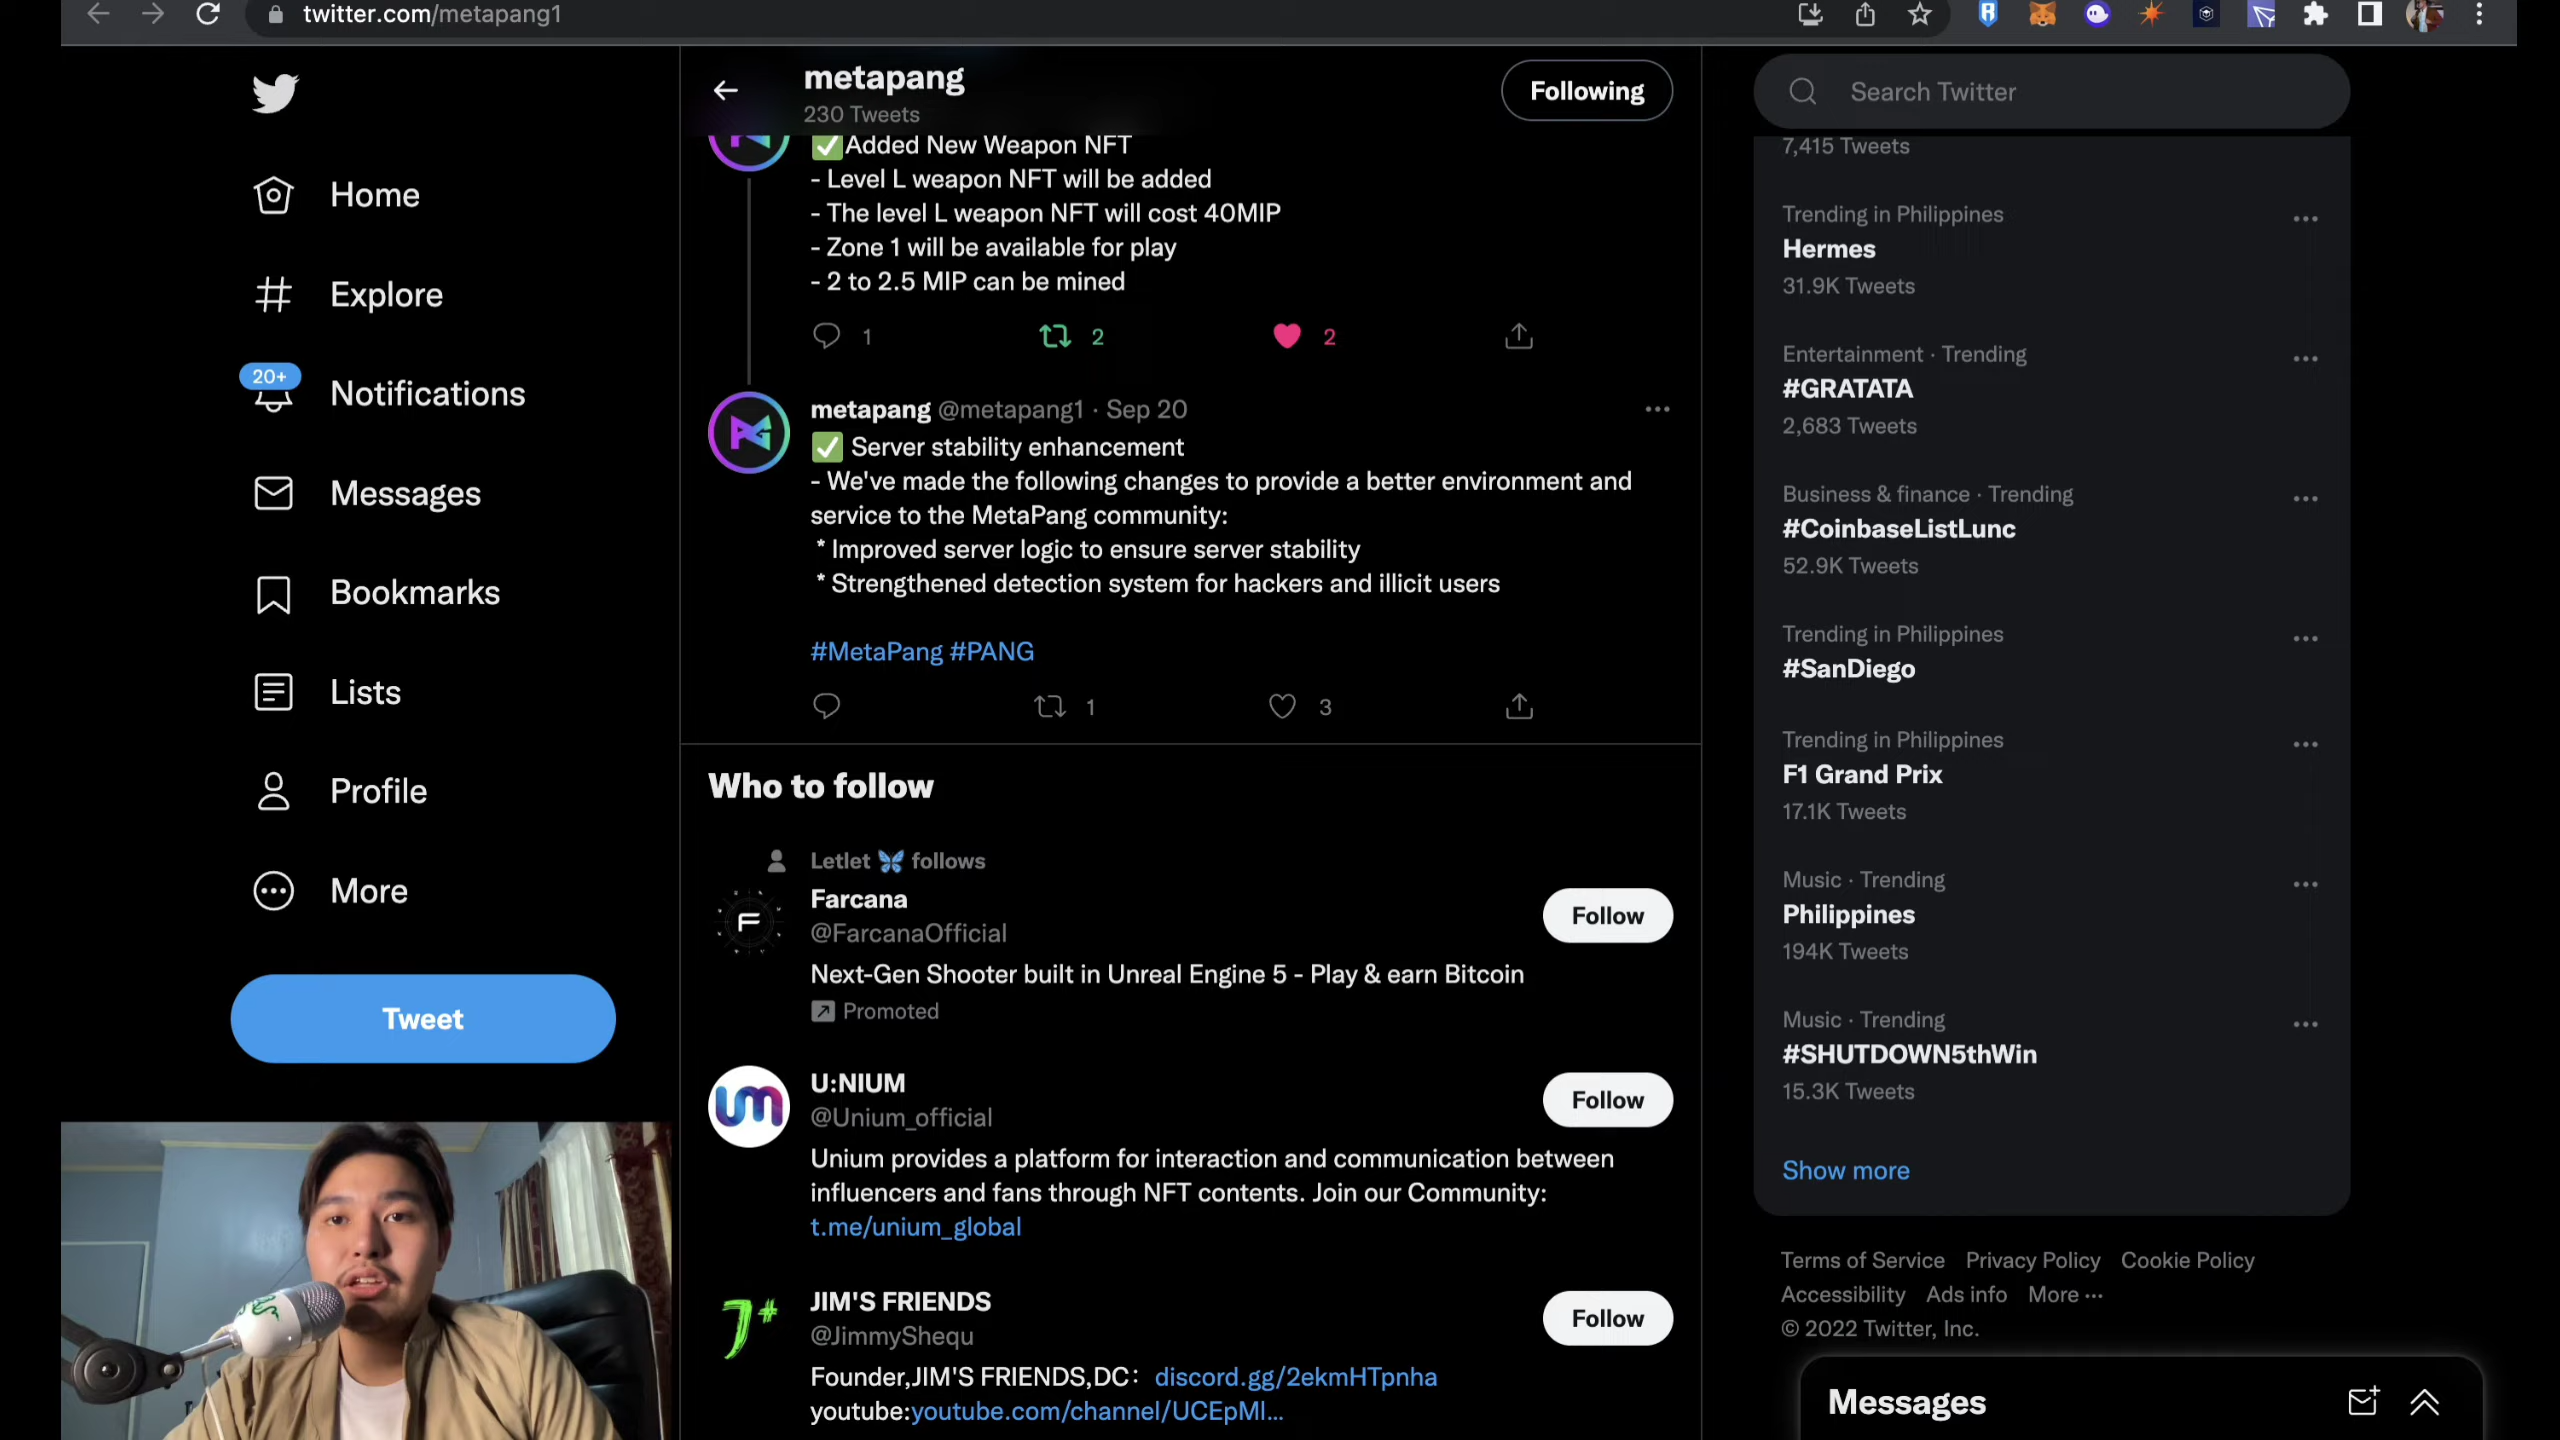 twitter.com/metapang1
Home
Explore
20+
Notifications
Messages
Bookmarks
Lists
Profile
More
Tweet
metapang
230 Tweets
Following
✅Added New Weapon NFT
- Level L weapon NFT will be added
- The level L weapon NFT will cost 40MIP
- Zone 1 will be available for play
- 2 to 2.5 MIP can be mined
1 2 2
metapang @metapang1 · Sep 20
✅ Server stability enhancement
- We've made the following changes to provide a better environment and
service to the MetaPang community:
* Improved server logic to ensure server stability
* Strengthened detection system for hackers and illicit users
#MetaPang #PANG
1 3
Who to follow
Letlet 🦋 follows
Farcana
@FarcanaOfficial
Follow
Next-Gen Shooter built in Unreal Engine 5 - Play & earn Bitcoin
Promoted
U:NIUM
@Unium_official
Follow
Unium provides a platform for interaction and communication between
influencers and fans through NFT contents. Join our Community:
t.me/unium_global
JIM'S FRIENDS
@JimmyShequ
Follow
Founder,JIM'S FRIENDS,DC：discord.gg/2ekmHTpnha
youtube:youtube.com/channel/UCEpMl...
Search Twitter
7,415 Tweets
Trending in Philippines
Hermes
31.9K Tweets
Entertainment · Trending
#GRATATA
2,683 Tweets
Business & finance · Trending
#CoinbaseListLunc
52.9K Tweets
Trending in Philippines
#SanDiego
Trending in Philippines
F1 Grand Prix
17.1K Tweets
Music · Trending
Philippines
194K Tweets
Music · Trending
#SHUTDOWN5thWin
15.3K Tweets
Show more
Terms of Service Privacy Policy Cookie Policy
Accessibility Ads info More ···
© 2022 Twitter, Inc.
Messages